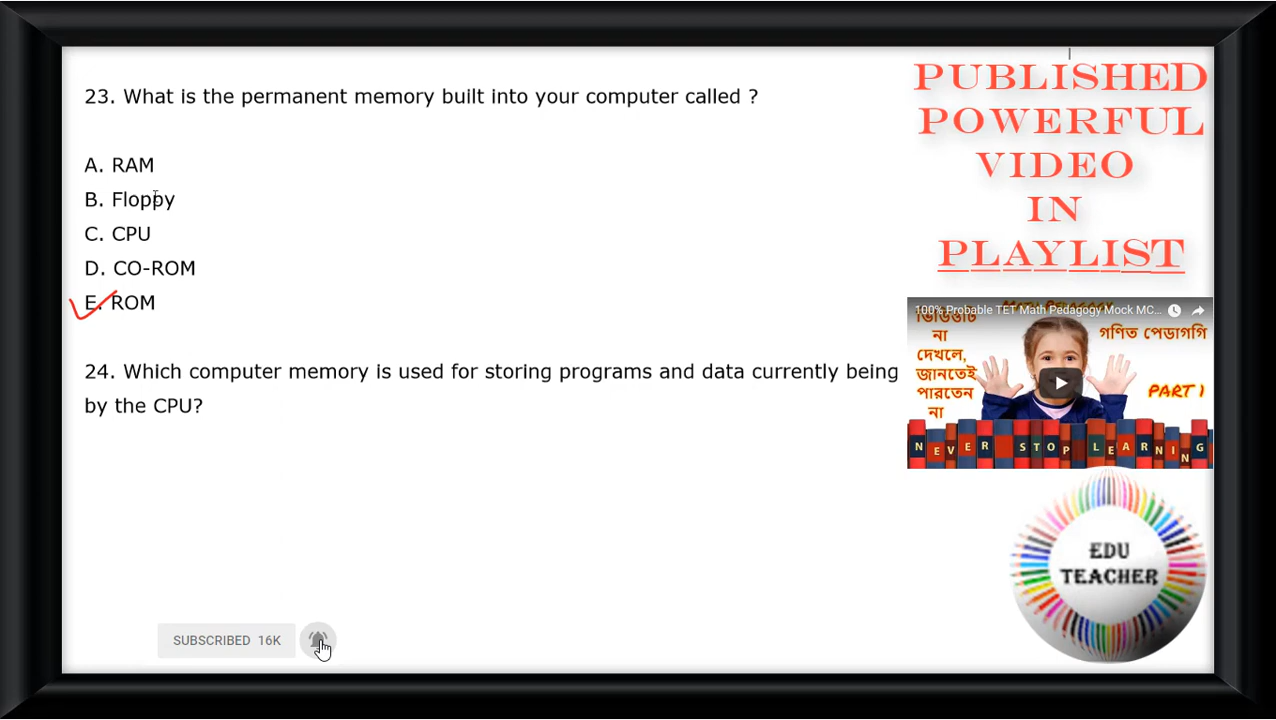 23. What is the permanent memory built into your computer called ?
A. RAM
B. Floppy
C. CPU
D. CO-ROM
E. ROM
24. Which computer memory is used for storing programs and data currently being
by the CPU?
PUBLISHED
POWERFUL
VIDEO
IN
PLAYLIST
100% Probable TET Math Pedagogy Mock MC...
ভিডিওটি
না
দেখলে,
জানতেই
পারতেন
না
গণিত পেডাগগি
PART 1
NEVER STOP LEARNING
EDU
TEACHER
SUBSCRIBED 16K